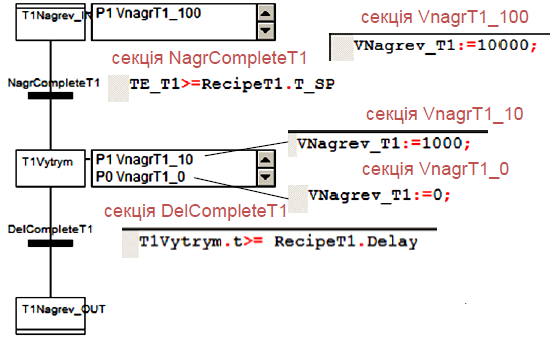 T1Nagrev_IN
P1 VnagrT1_100
секція VnagrT1_100
VNagrev_T1:=10000;
секція NagrCompleteT1
NagrCompleteT1
TE_T1>=RecipeT1.T_SP
секція VnagrT1_10
VNagrev_T1:=1000;
T1Vytrym
P1 VnagrT1_10
P0 VnagrT1_0
секція VnagrT1_0
VNagrev_T1:=0;
секція DelCompleteT1
DelCompleteT1
T1Vytrym.t>= RecipeT1.Delay
T1Nagrev_OUT